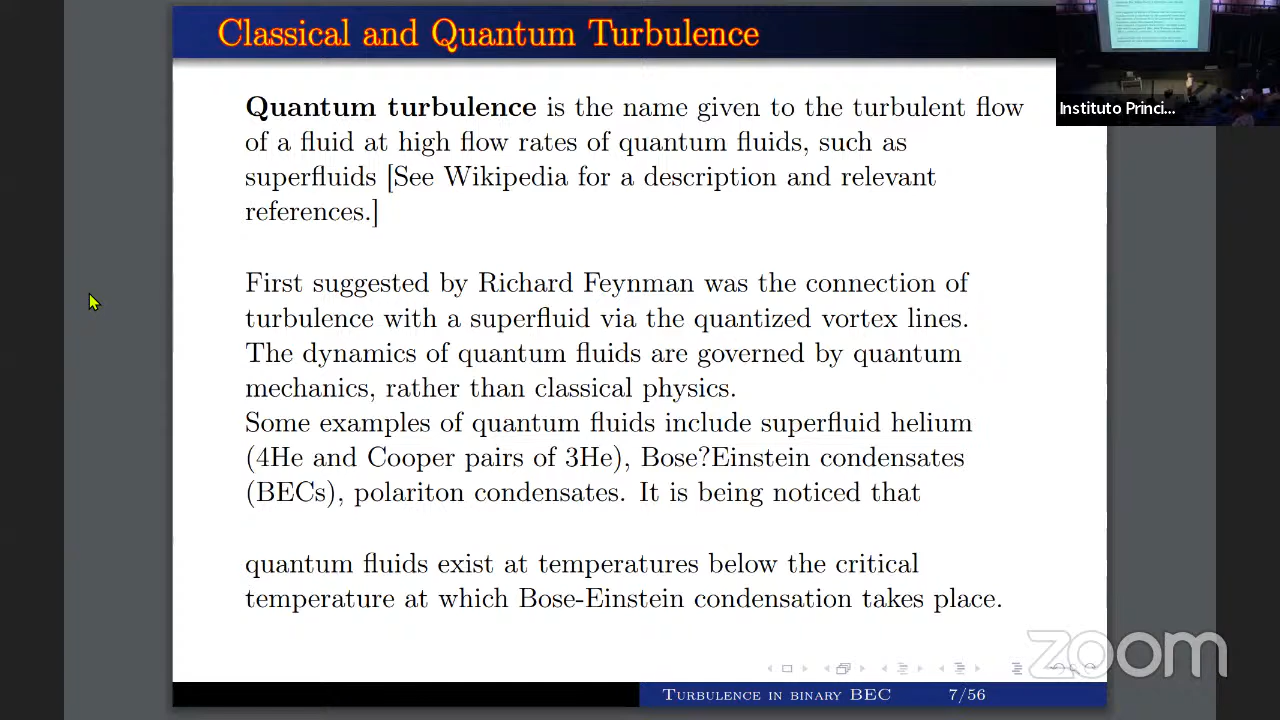 Classical and Quantum Turbulence
Instituto Princi...
Quantum turbulence is the name given to the turbulent flow
of a fluid at high flow rates of quantum fluids, such as
superfluids [See Wikipedia for a description and relevant
references.]
First suggested by Richard Feynman was the connection of
turbulence with a superfluid via the quantized vortex lines.
The dynamics of quantum fluids are governed by quantum
mechanics, rather than classical physics.
Some examples of quantum fluids include superfluid helium
(4He and Cooper pairs of 3He), Bose?Einstein condensates
(BECs), polariton condensates. It is being noticed that
quantum fluids exist at temperatures below the critical
temperature at which Bose-Einstein condensation takes place.
zoom
Turbulence in binary BEC 7/56